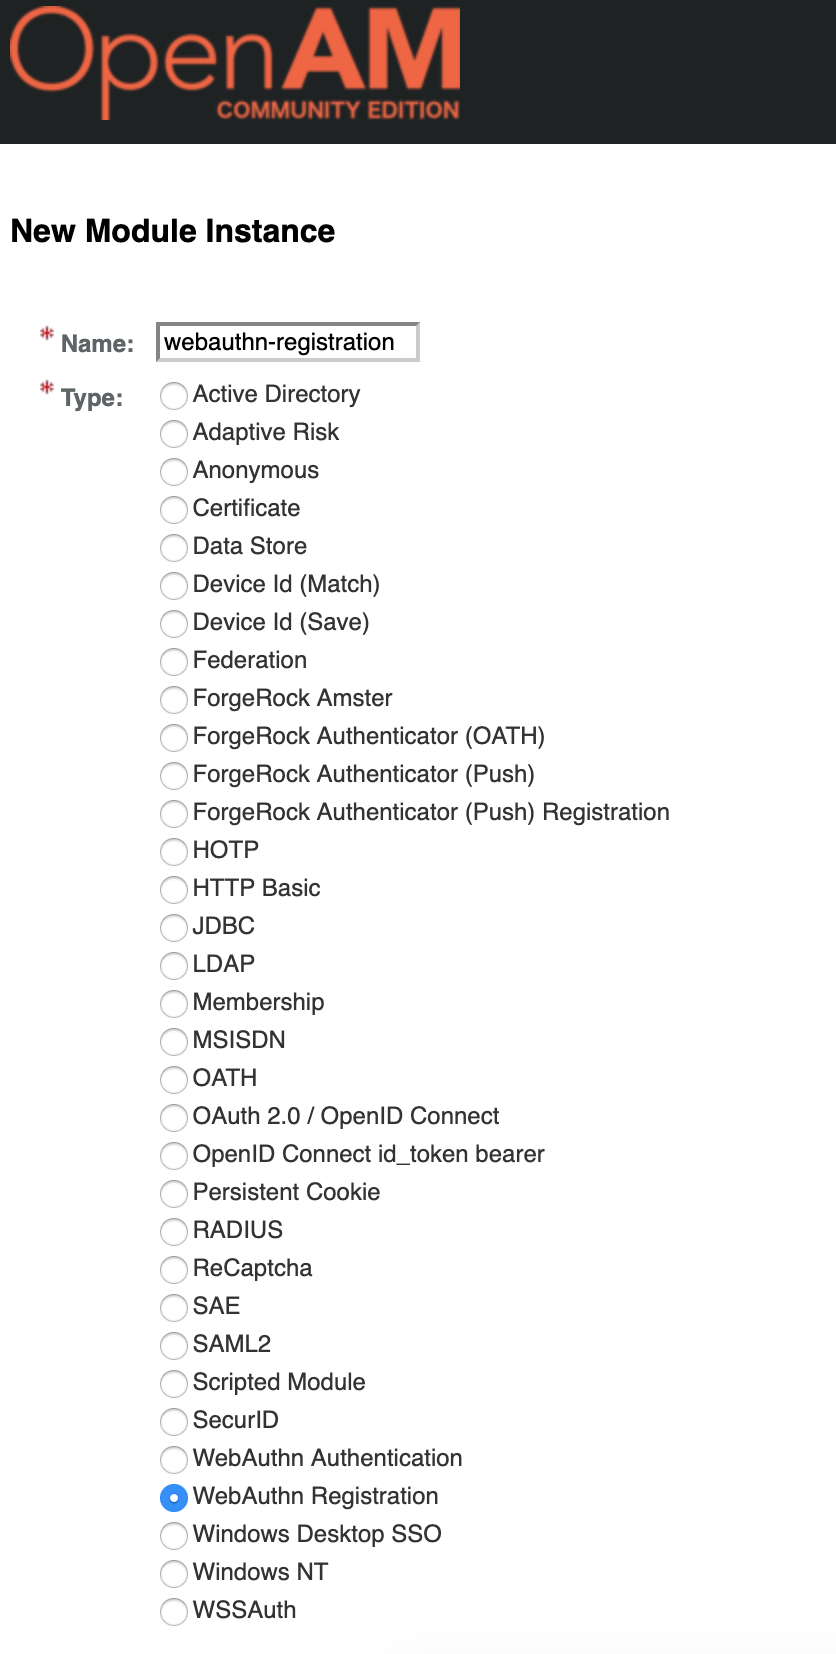 OpenAM
COMMUNITY EDITION
New Module Instance
* Name: webauthn-registration
* Type: Active Directory
Adaptive Risk
Anonymous
Certificate
Data Store
Device Id (Match)
Device Id (Save)
Federation
ForgeRock Amster
ForgeRock Authenticator (OATH)
ForgeRock Authenticator (Push)
ForgeRock Authenticator (Push) Registration
HOTP
HTTP Basic
JDBC
LDAP
Membership
MSISDN
OATH
OAuth 2.0 / OpenID Connect
OpenID Connect id_token bearer
Persistent Cookie
RADIUS
ReCaptcha
SAE
SAML2
Scripted Module
SecurID
WebAuthn Authentication
WebAuthn Registration
Windows Desktop SSO
Windows NT
WSSAuth